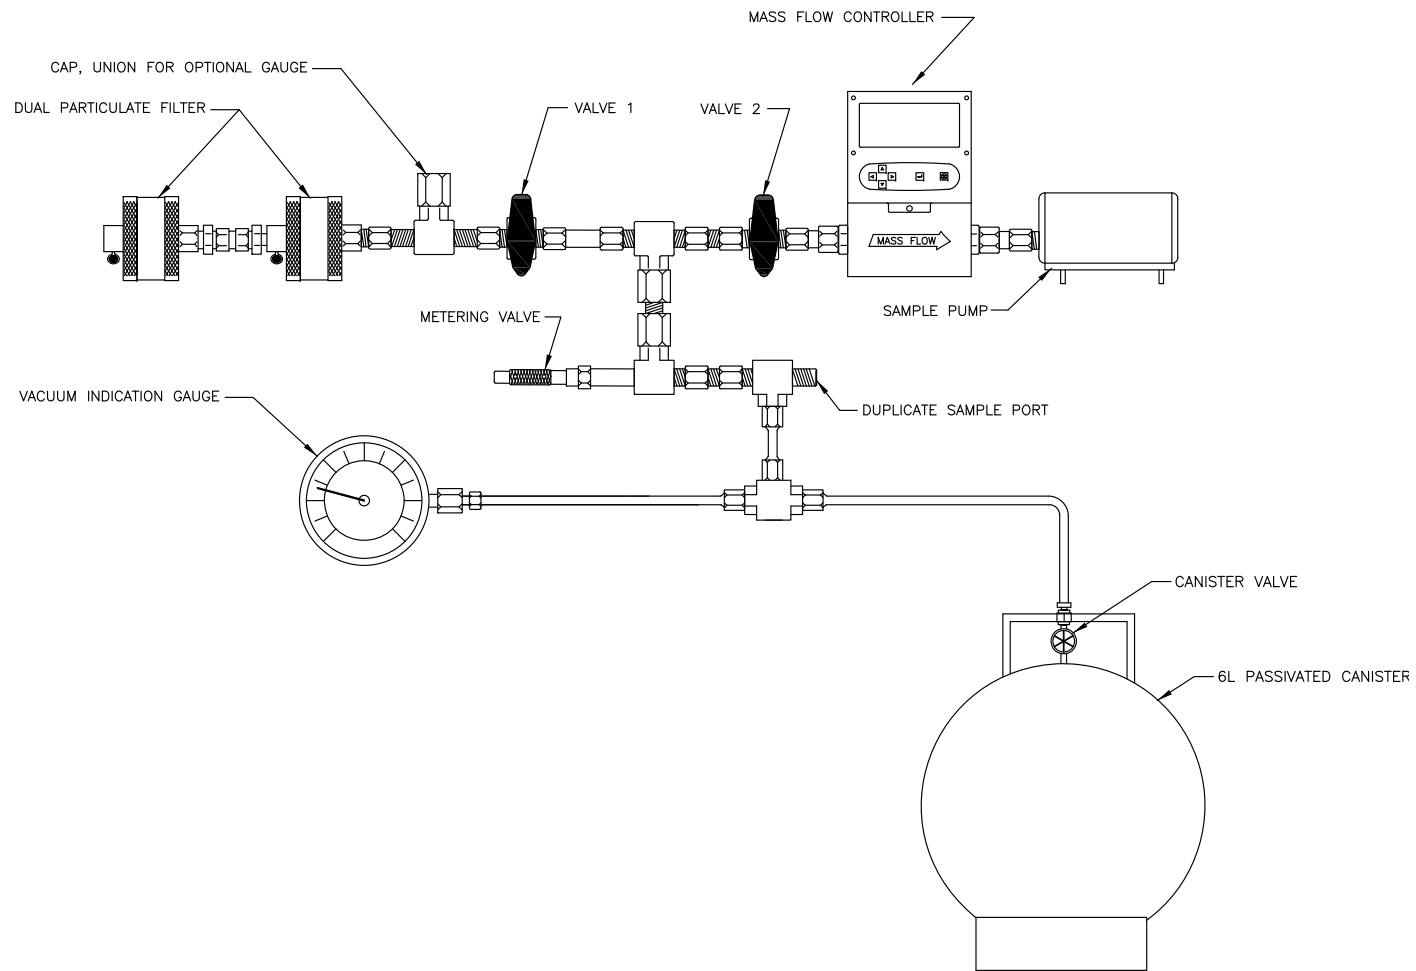 MASS FLOW CONTROLLER
CAP, UNION FOR OPTIONAL GAUGE
DUAL PARTICULATE FILTER
VALVE 1
VALVE 2
MASS FLOW
SAMPLE PUMP
METERING VALVE
VACUUM INDICATION GAUGE
DUPLICATE SAMPLE PORT
CANISTER VALVE
6L PASSIVATED CANISTER